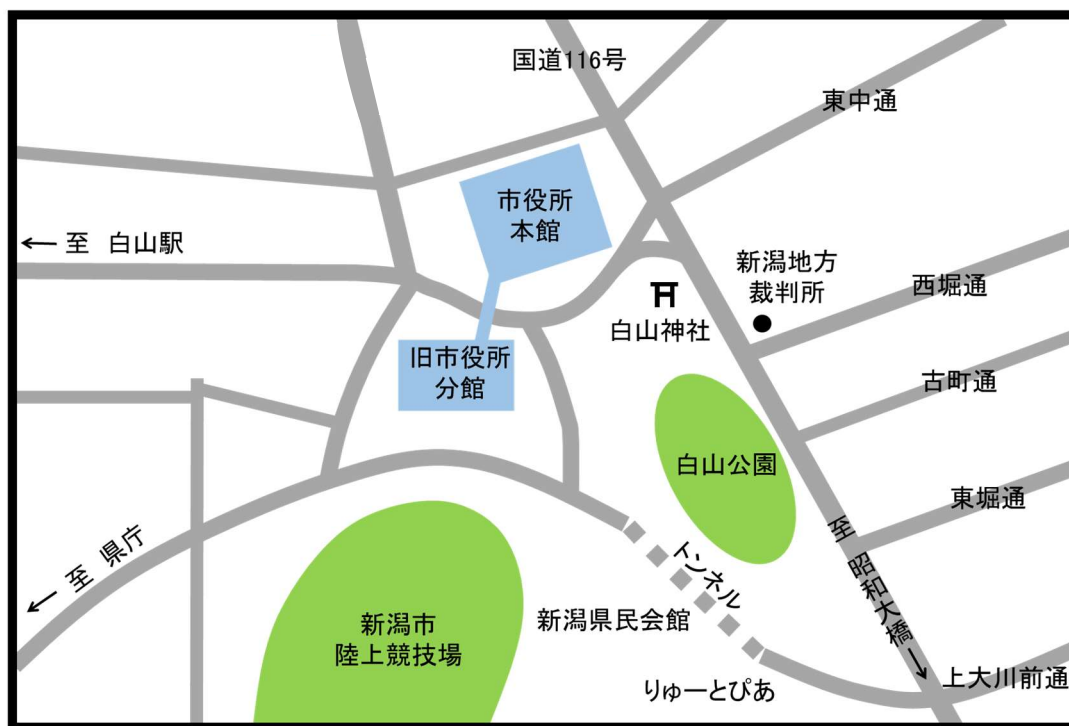 国道116号
東中通
市役所
本館
← 至 白山駅
新潟地方
裁判所
西堀通
白山神社
旧市役所
分館
古町通
白山公園
東堀通
至 昭和大橋 →
トンネル
← 至 県庁
新潟県民会館
新潟市
陸上競技場
りゅーとぴあ
上大川前通